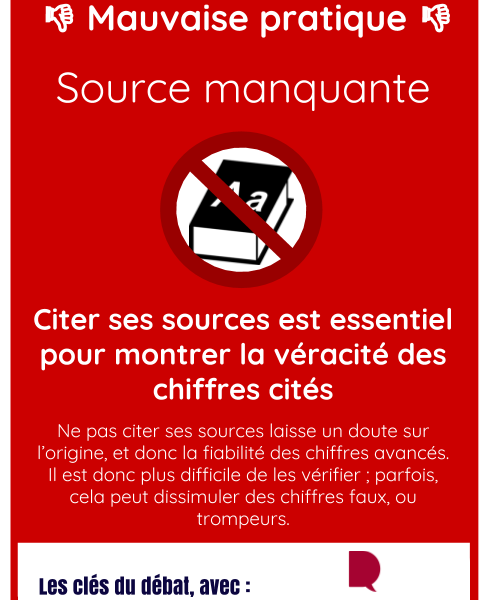 👎 Mauvaise pratique 👎
Source manquante
Aa
Citer ses sources est essentiel
pour montrer la véracité des
chiffres cités
Ne pas citer ses sources laisse un doute sur
l'origine, et donc la fiabilité des chiffres avancés.
Il est donc plus difficile de les vérifier ; parfois,
cela peut dissimuler des chiffres faux, ou
trompeurs.
Les clés du débat, avec :